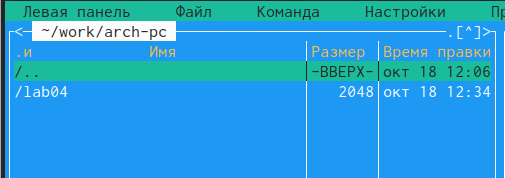 Левая панель Файл Команда Настройки Пр
<- ~/work/arch-pc .[^]>
.и Имя Размер Время правки
/.. -ВВЕРХ- окт 18 12:06
/lab04 2048 окт 18 12:34